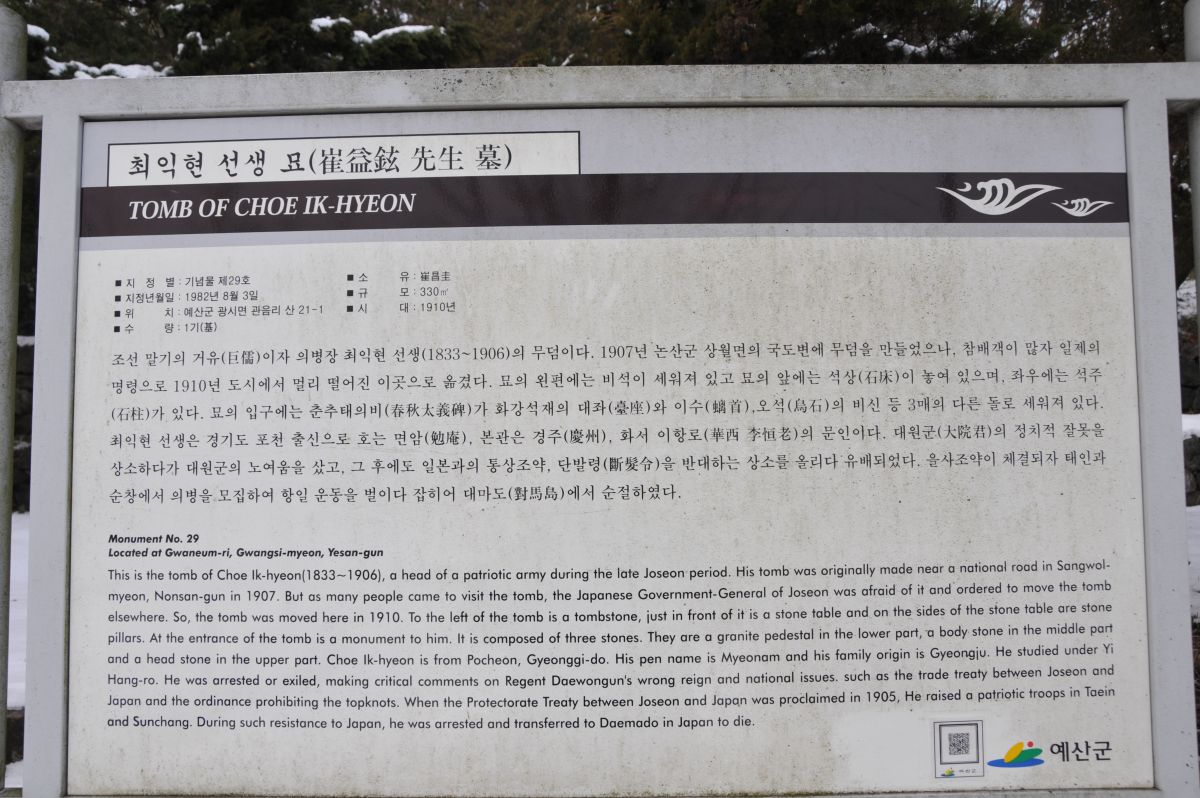 최익현 선생 묘(崔益鉉 先生 墓)
TOMB OF CHOE IK-HYEON
■ 지 정 별 : 기념물 제29호
■ 지정년월일 : 1982년 8월 3일
■ 위 치 : 예산군 광시면 관음리 산 21-1
■ 수 량 : 1기(基)
■ 소 유 : 崔昌圭
■ 규 모 : 330㎡
■ 시 대 : 1910년
조선 말기의 거유(巨儒)이자 의병장 최익현 선생(1833~1906)의 무덤이다. 1907년 논산군 상월면의 국도변에 무덤을 만들었으나, 참배객이 많자 일제의
명령으로 1910년 도시에서 멀리 떨어진 이곳으로 옮겼다. 묘의 왼편에는 비석이 세워져 있고 묘의 앞에는 석상(石床)이 놓여 있으며, 좌우에는 석주
(石柱)가 있다. 묘의 입구에는 춘추태의비(春秋太義碑)가 화강석재의 대좌(臺座)와 이수(螭首),오석(烏石)의 비신 등 3매의 다른 돌로 세워져 있다.
최익현 선생은 경기도 포천 출신으로 호는 면암(勉庵), 본관은 경주(慶州), 화서 이항로(華西 李恒老)의 문인이다. 대원군(大院君)의 정치적 잘못을
상소하다가 대원군의 노여움을 샀고, 그 후에도 일본과의 통상조약, 단발령(斷髮令)을 반대하는 상소를 올리다 유배되었다. 을사조약이 체결되자 태인과
순창에서 의병을 모집하여 항일 운동을 벌이다 잡히어 대마도(對馬島)에서 순절하였다.
Monument No. 29
Located at Gwaneum-ri, Gwangsi-myeon, Yesan-gun
This is the tomb of Choe Ik-hyeon(1833~1906), a head of a patriotic army during the late Joseon period. His tomb was originally made near a national road in Sangwol-
myeon, Nonsan-gun in 1907. But as many people came to visit the tomb, the Japanese Government-General of Joseon was afraid of it and ordered to move the tomb
elsewhere. So, the tomb was moved here in 1910. To the left of the tomb is a tombstone, just in front of it is a stone table and on the sides of the stone table are stone
pillars. At the entrance of the tomb is a monument to him. It is composed of three stones. They are a granite pedestal in the lower part, a body stone in the middle part
and a head stone in the upper part. Choe Ik-hyeon is from Pocheon, Gyeonggi-do. His pen name is Myeonam and his family origin is Gyeongju. He studied under Yi
Hang-ro. He was arrested or exiled, making critical comments on Regent Daewongun's wrong reign and national issues. such as the trade treaty between Joseon and
Japan and the ordinance prohibiting the topknots. When the Protectorate Treaty between Joseon and Japan was proclaimed in 1905, He raised a patriotic troops in Taein
and Sunchang. During such resistance to Japan, he was arrested and transferred to Daemado in Japan to die.
예산군
예산군